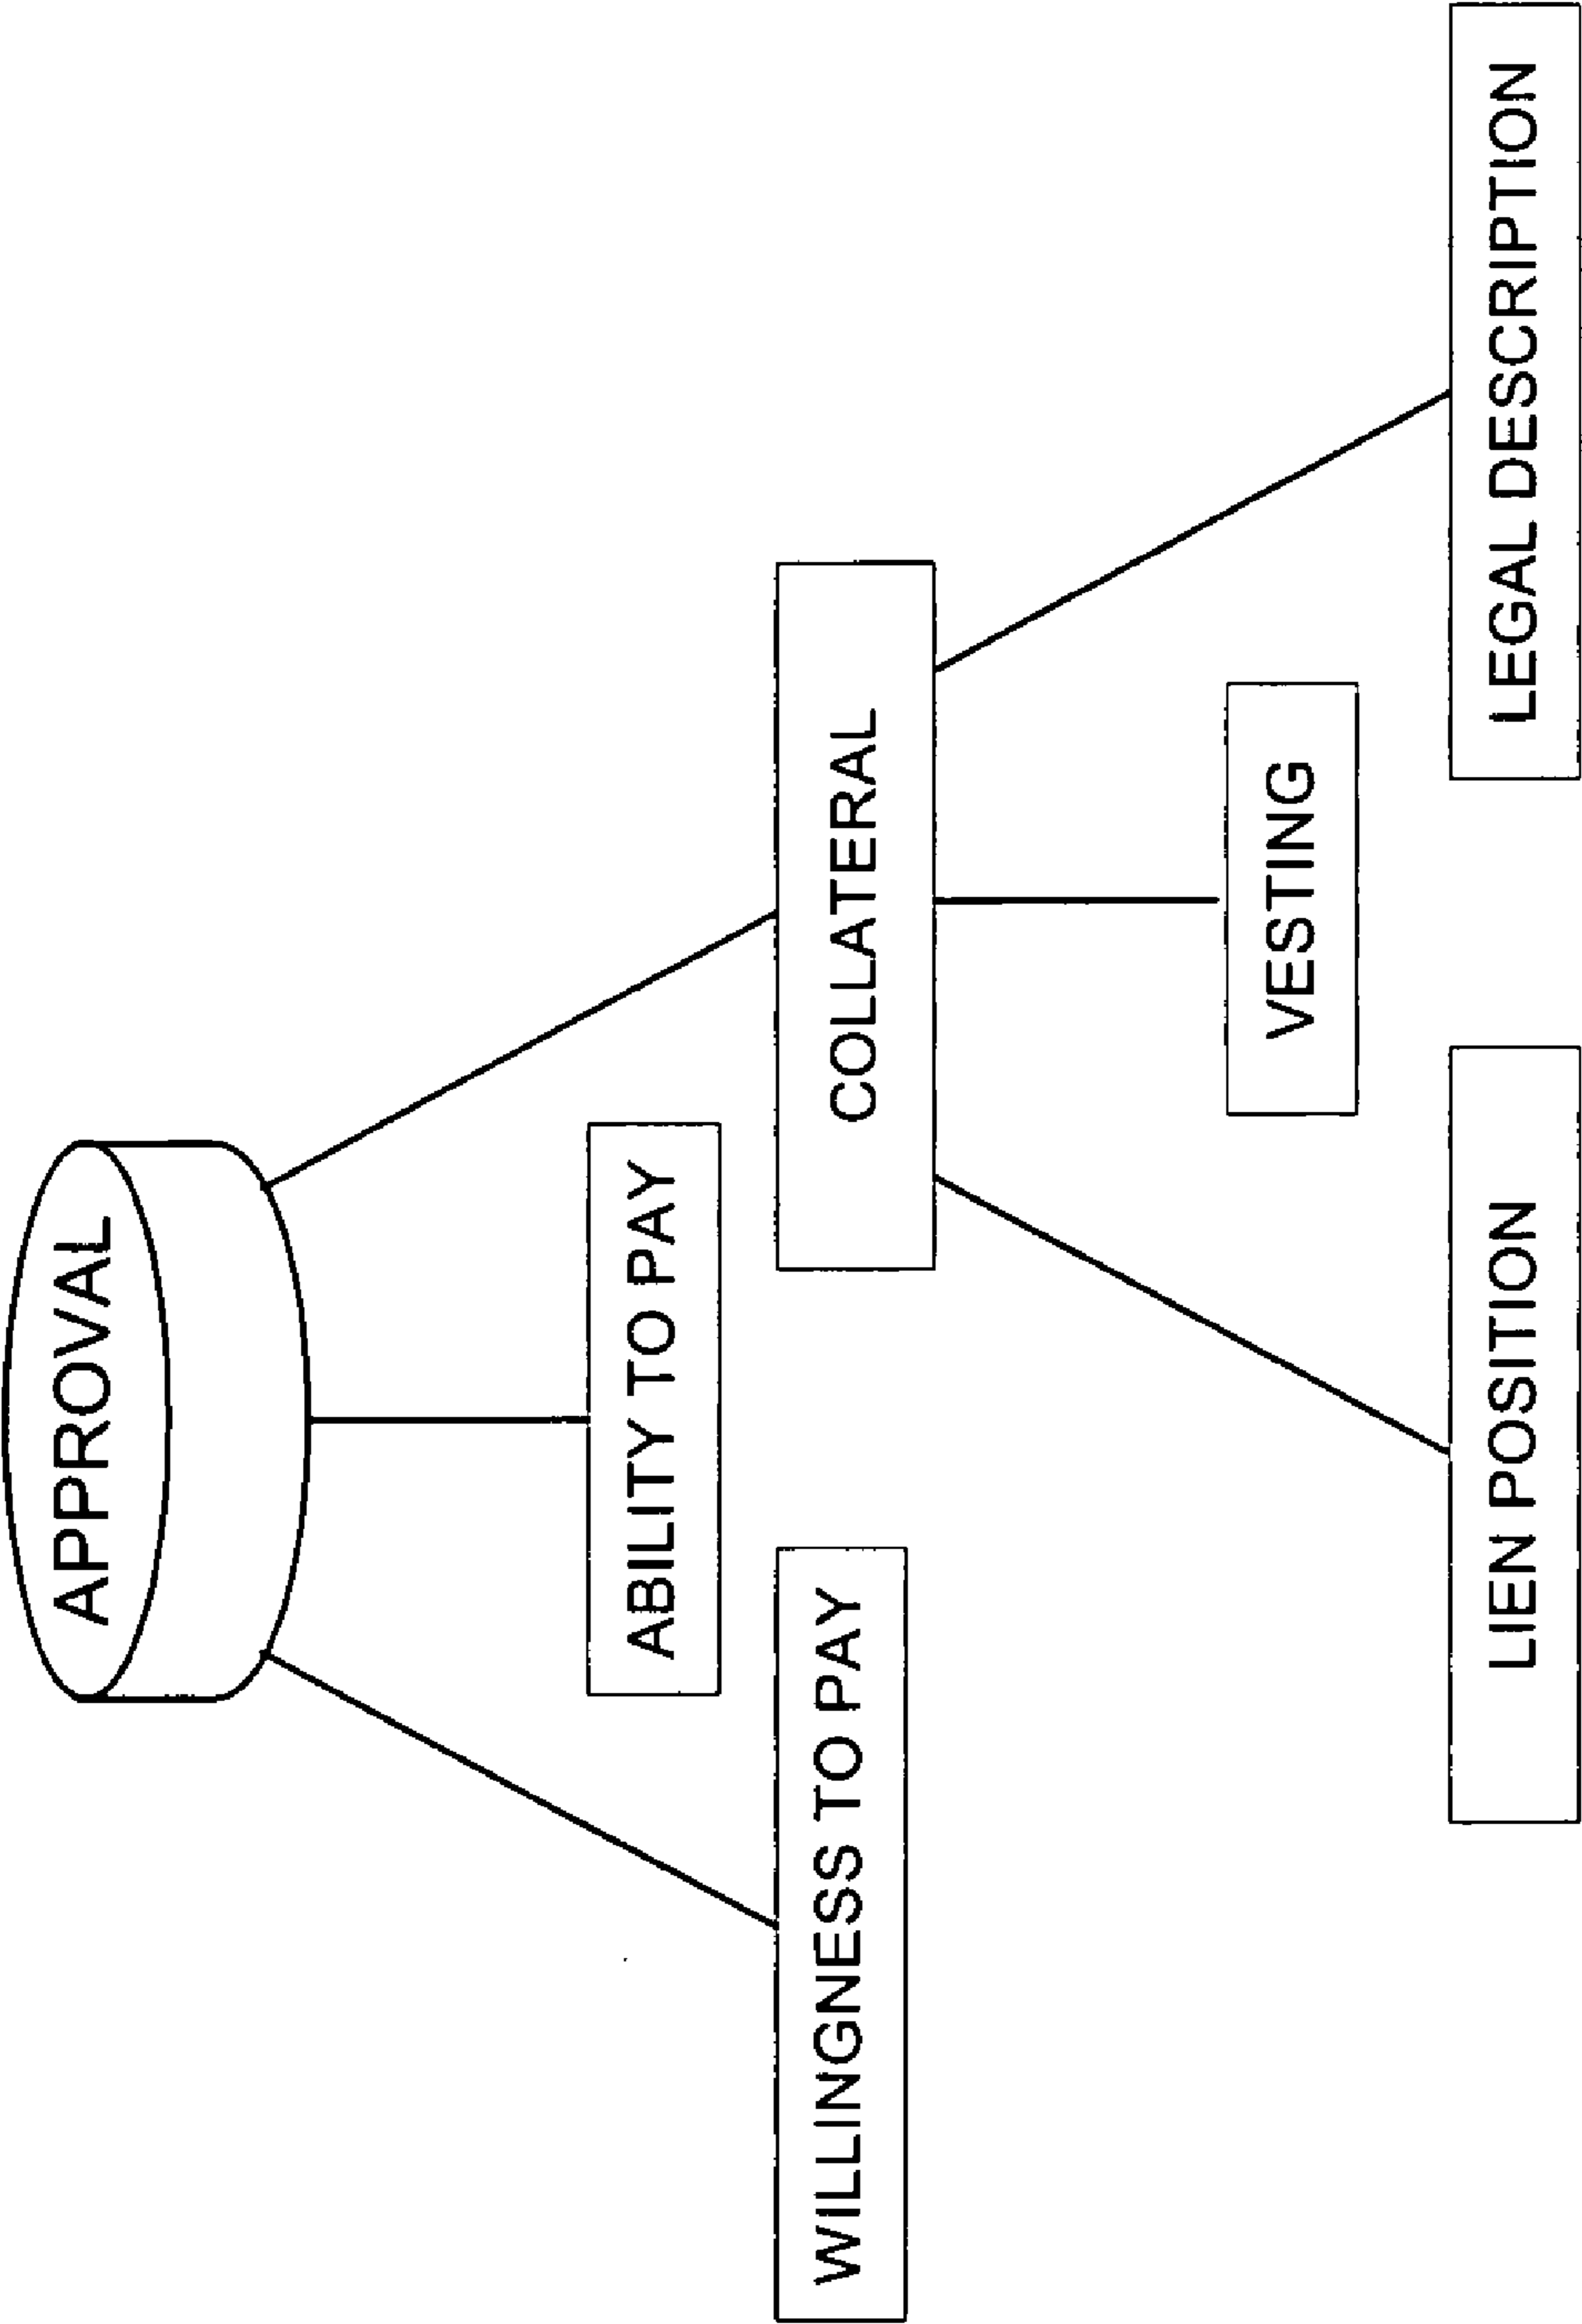 APPROVAL
ABILITY TO PAY
WILLINGNESS TO PAY
COLLATERAL
VESTING
LIEN POSITION
LEGAL DESCRIPTION